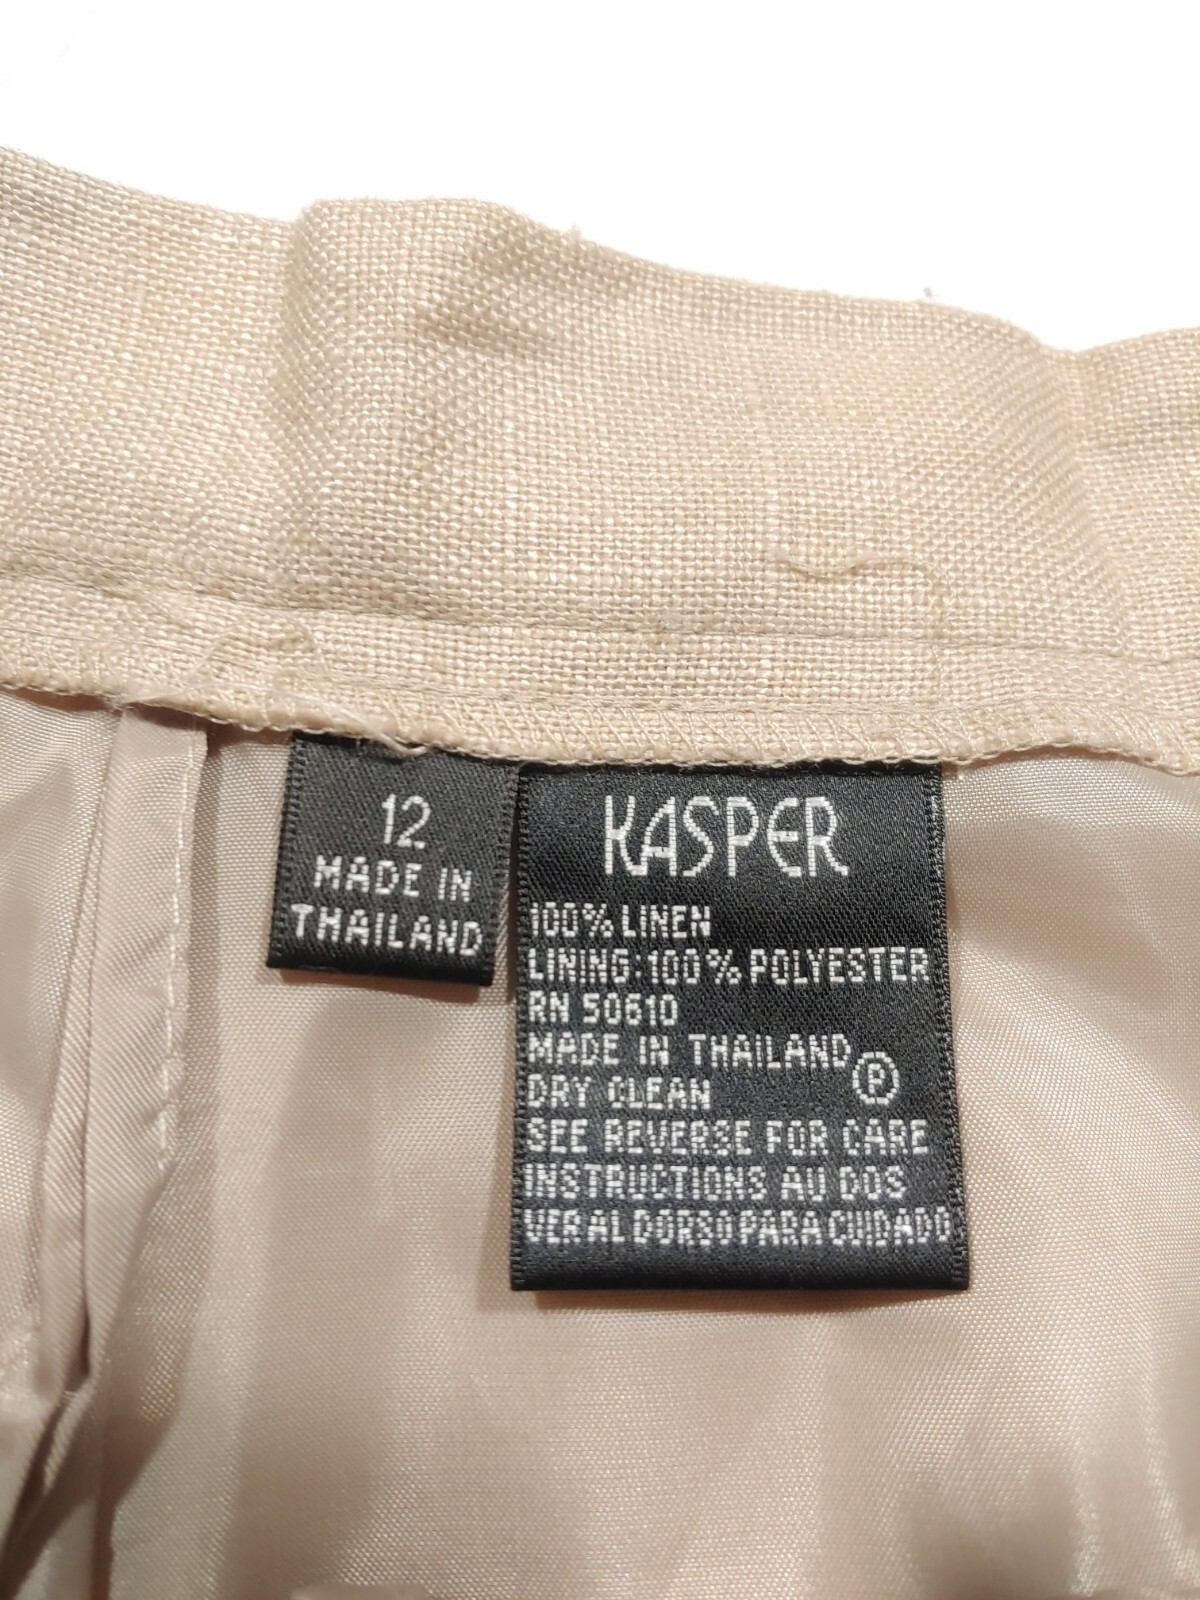 12
MADE IN
THAILAND
KASPER
100% LINEN
LINING: 100% POLYESTER
RN 50610
MADE IN THAILAND
P
DRY CLEAN
SEE REVERSE FOR CARE
INSTRUCTIONS AU DOS
VER AL DORSO PARA CUIDADO